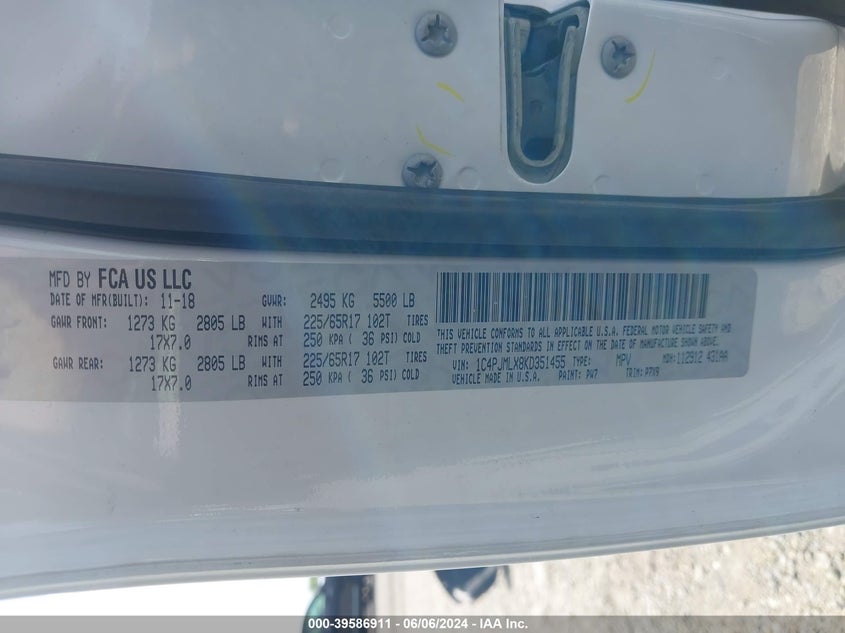 MFD BY FCA US LLC
DATE OF MFR(BUILT): 11-18 GVWR: 2495 KG 5500 LB
GAWR FRONT: 1273 KG 2805 LB WITH 225/65R17 102T TIRES
17X7.0 RIMS AT 250 KPA ( 36 PSI) COLD
GAWR REAR: 1273 KG 2805 LB WITH 225/65R17 102T TIRES
17X7.0 RIMS AT 250 KPA ( 36 PSI) COLD
THIS VEHICLE CONFORMS TO ALL APPLICABLE U.S.A. FEDERAL MOTOR VEHICLE SAFETY AND
THEFT PREVENTION STANDARDS IN EFFECT ON THE DATE OF MANUFACTURE SHOWN ABOVE.
VIN: 1C4PJMLX8KD351455 TYPE: MPV MDH: 112912 431AA
VEHICLE MADE IN U.S.A. PAINT: PW7 TRIM: P7X9
000-39586911 - 06/06/2024 - IAA Inc.